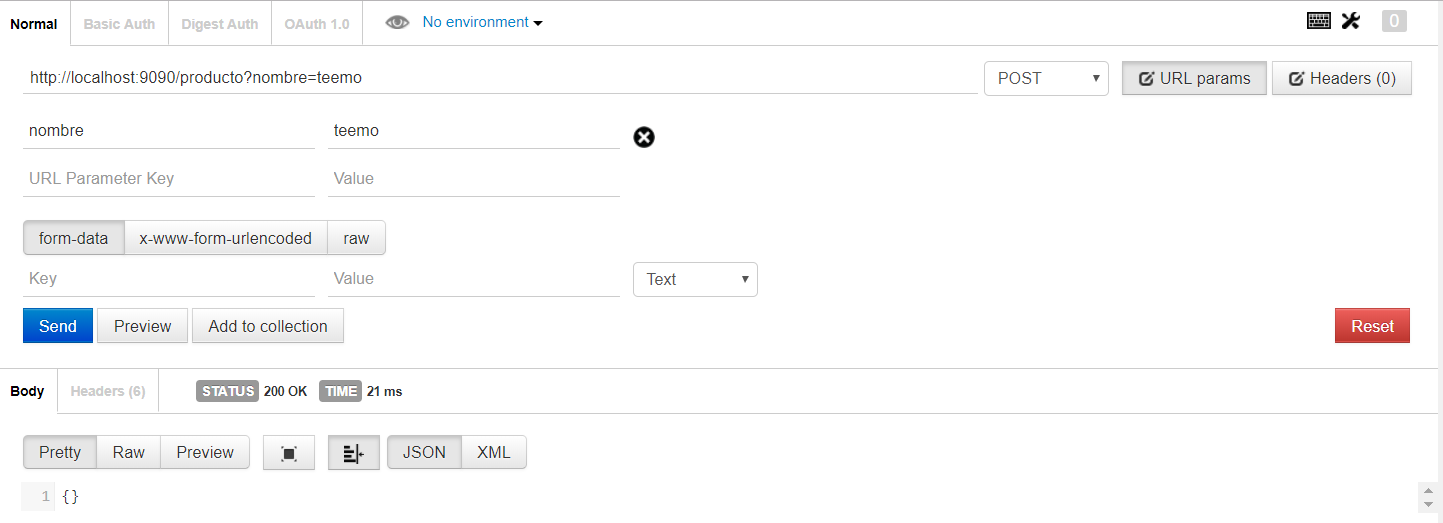 Normal Basic Auth Digest Auth OAuth 1.0 No environment 0
http://localhost:9090/producto?nombre=teemo POST URL params Headers (0)
nombre teemo
URL Parameter Key Value
form-data x-www-form-urlencoded raw
Key Value Text
Send Preview Add to collection Reset
Body Headers (6) STATUS 200 OK TIME 21 ms
Pretty Raw Preview JSON XML
1 {}